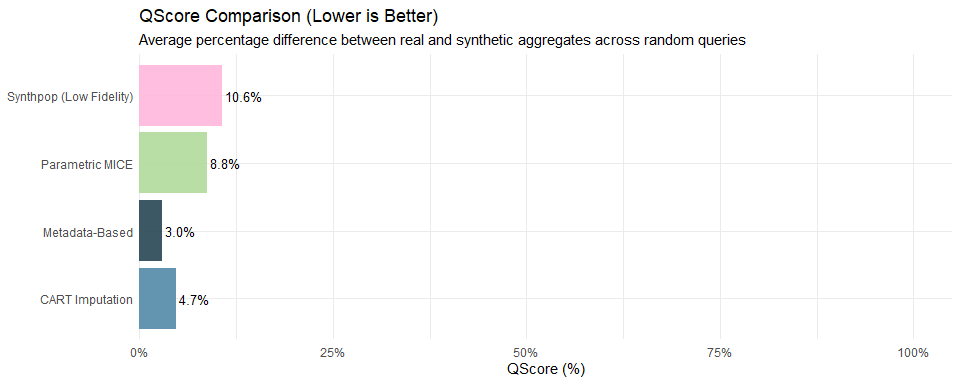 QScore Comparison (Lower is Better)
Average percentage difference between real and synthetic aggregates across random queries
Synthpop (Low Fidelity)
10.6%
Parametric MICE
8.8%
Metadata-Based
3.0%
CART Imputation
4.7%
0%
25%
50%
75%
100%
QScore (%)